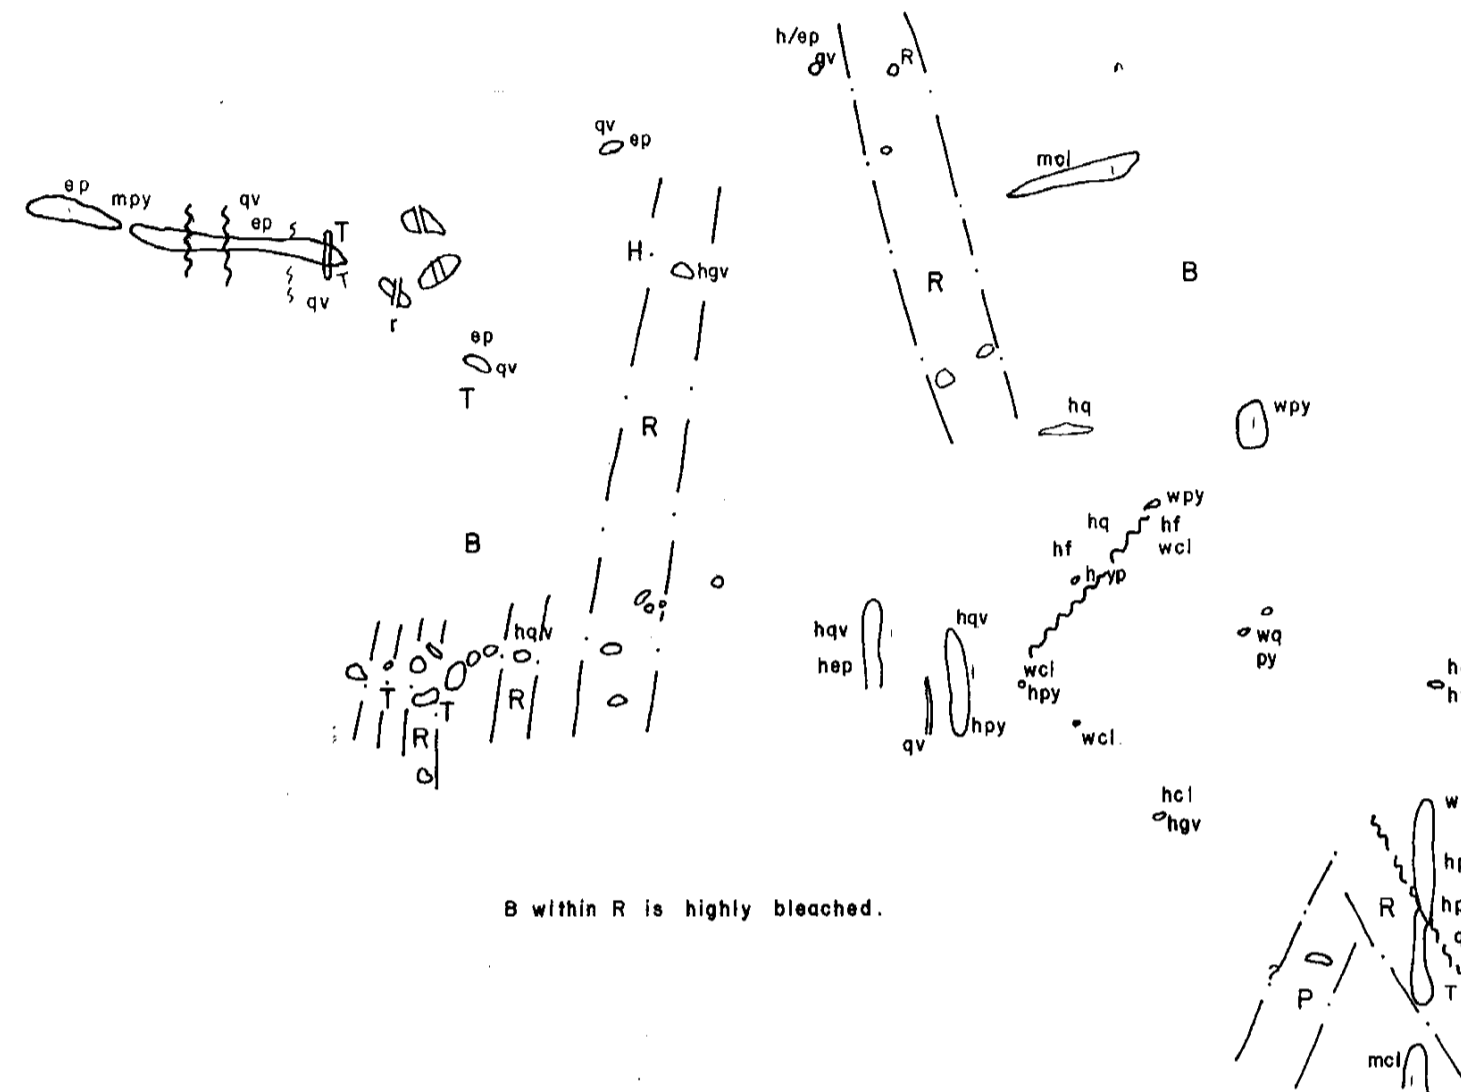 h/ep
gv
R
qv
ep
mcl
ep
mpy
qv
ep
T
H
hgv
B
R
T
qv
r
ep
qv
T
hq
wpy
R
wpy
hq
hf
B
hf
wcl
hqv
hqv
wq
hep
wcl
py
hpy
T
R
T
hpy
qv
wcl
R
hcl
hgv
B within R is highly bleached.
R
P
T
mcl